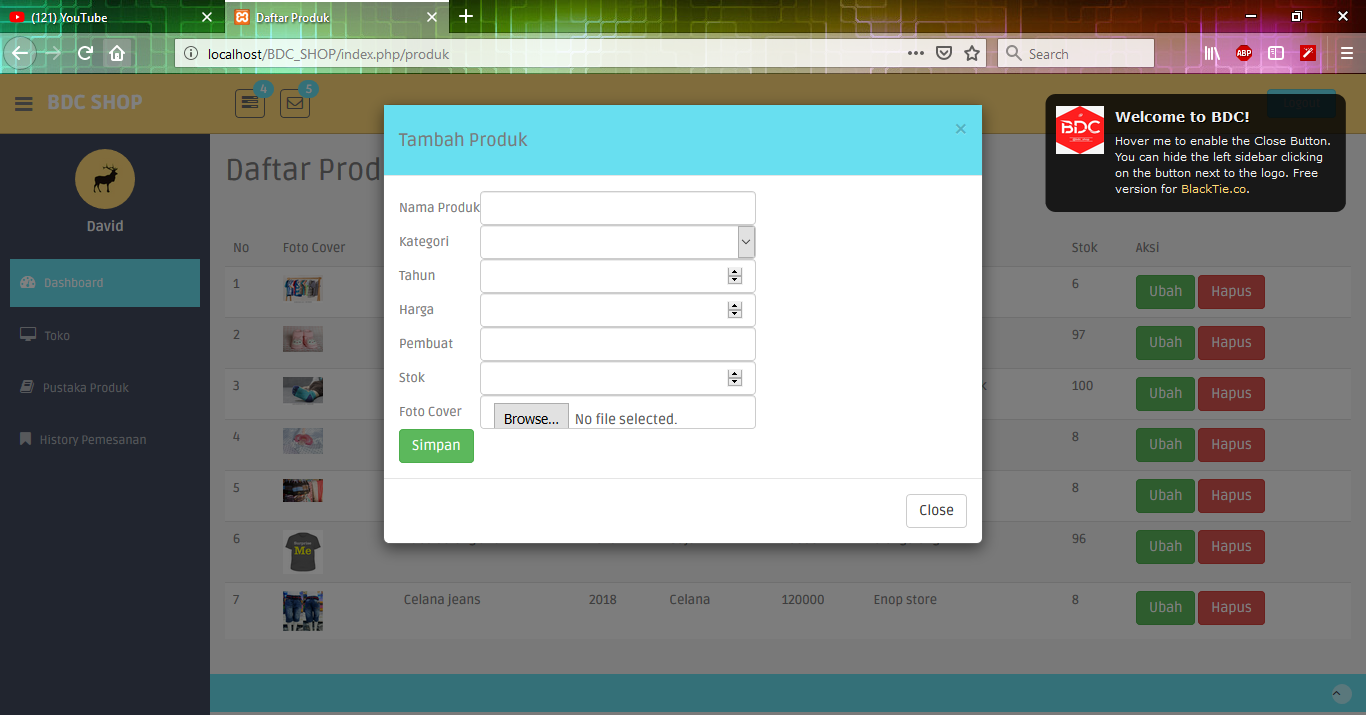 (121) YouTube
Daftar Produk
localhost/BDC_SHOP/index.php/produk
Search
ABP
BDC SHOP
4
5
David
Dashboard
Toko
Pustaka Produk
History Pemesanan
Daftar Prod
No Foto Cover Stok Aksi
1 6 Ubah Hapus
2 97 Ubah Hapus
3 100 Ubah Hapus
4 8 Ubah Hapus
5 8 Ubah Hapus
6 Me 96 Ubah Hapus
7 Celana jeans 2018 Celana 120000 Enop store 8 Ubah Hapus
Tambah Produk
×
Nama Produk
Kategori
Tahun
Harga
Pembuat
Stok
Foto Cover Browse... No file selected.
Simpan
Close
BDC
Welcome to BDC!
Hover me to enable the Close Button.
You can hide the left sidebar clicking
on the button next to the logo. Free
version for BlackTie.co.